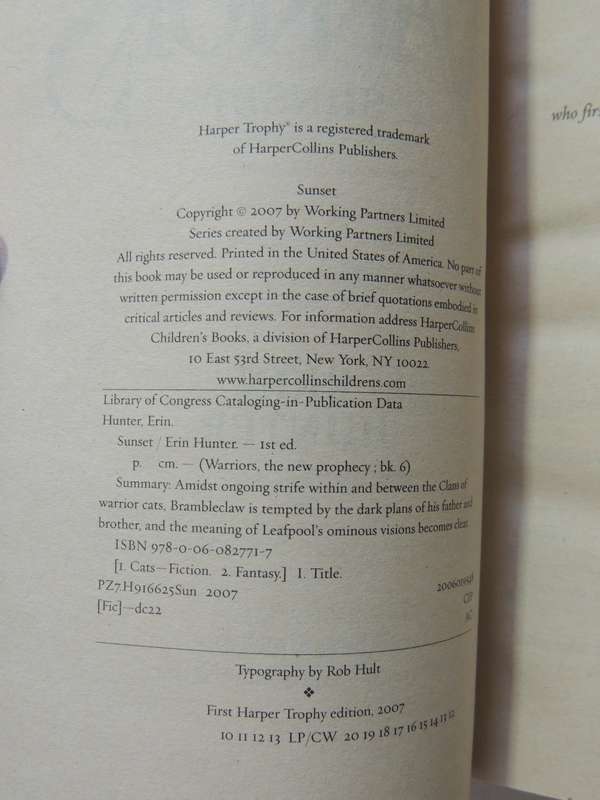 Harper Trophy® is a registered trademark
of HarperCollins Publishers.
Sunset
Copyright © 2007 by Working Partners Limited
Series created by Working Partners Limited
All rights reserved. Printed in the United States of America. No part of
this book may be used or reproduced in any manner whatsoever without
written permission except in the case of brief quotations embodied in
critical articles and reviews. For information address HarperCollins
Children's Books, a division of HarperCollins Publishers,
10 East 53rd Street, New York, NY 10022.
www.harpercollinschildrens.com
Library of Congress Cataloging-in-Publication Data
Hunter, Erin.
Sunset / Erin Hunter. — 1st ed.
p. cm. — (Warriors, the new prophecy ; bk. 6)
Summary: Amidst ongoing strife within and between the Clans of
warrior cats, Brambleclaw is tempted by the dark plans of his father and
brother, and the meaning of Leafpool's ominous visions becomes clear.
ISBN 978-0-06-082771-7
[1. Cats—Fiction. 2. Fantasy.] I. Title.
PZ7.H916625Sun 2007
[Fic]—dc22
CIP
AC
Typography by Rob Hult
❖
First Harper Trophy edition, 2007
10 11 12 13 LP/CW 20 19 18 17 16 15 14 13 12
who firs